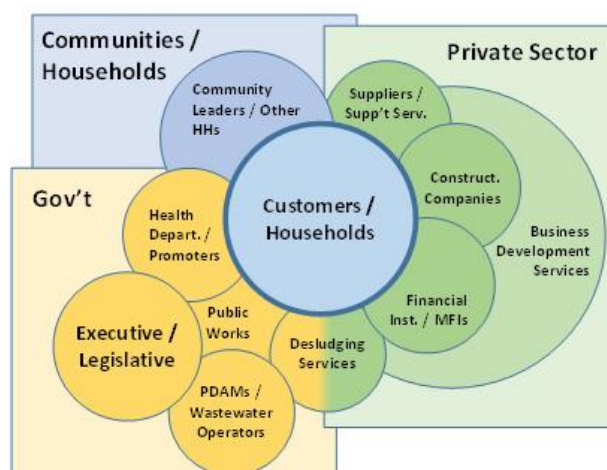 Communities /
Households
Private Sector
Community
Leaders / Other
HHs
Suppliers /
Supp't Serv.
Construct.
Companies
Gov't
Health
Depart. /
Promoters
Customers /
Households
Business
Development
Services
Financial
Inst. / MFIs
Executive /
Legislative
Public
Works
Desludging
Services
PDAMs /
Wastewater
Operators